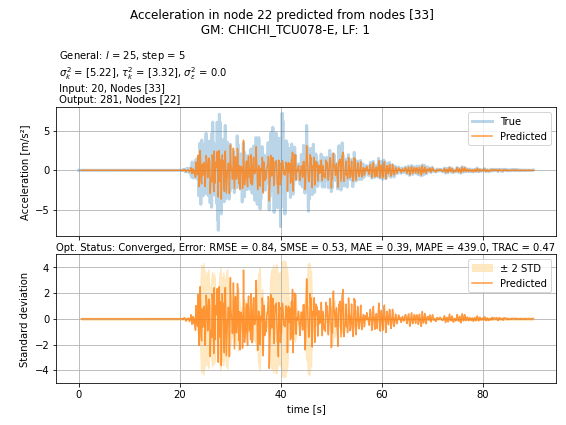 Acceleration in node 22 predicted from nodes [33]
GM: CHICHI_TCU078-E, LF: 1
General: l = 25, step = 5
σ²ₖ = [5.22], τ²ₖ = [3.32], σ²ε = 0.0
Input: 20, Nodes [33]
Output: 281, Nodes [22]
Acceleration [m/s²]
5
0
−5
True
Predicted
Opt. Status: Converged, Error: RMSE = 0.84, SMSE = 0.53, MAE = 0.39, MAPE = 439.0, TRAC = 0.47
Standard deviation
4
2
0
−2
−4
± 2 STD
Predicted
0 20 40 60 80
time [s]